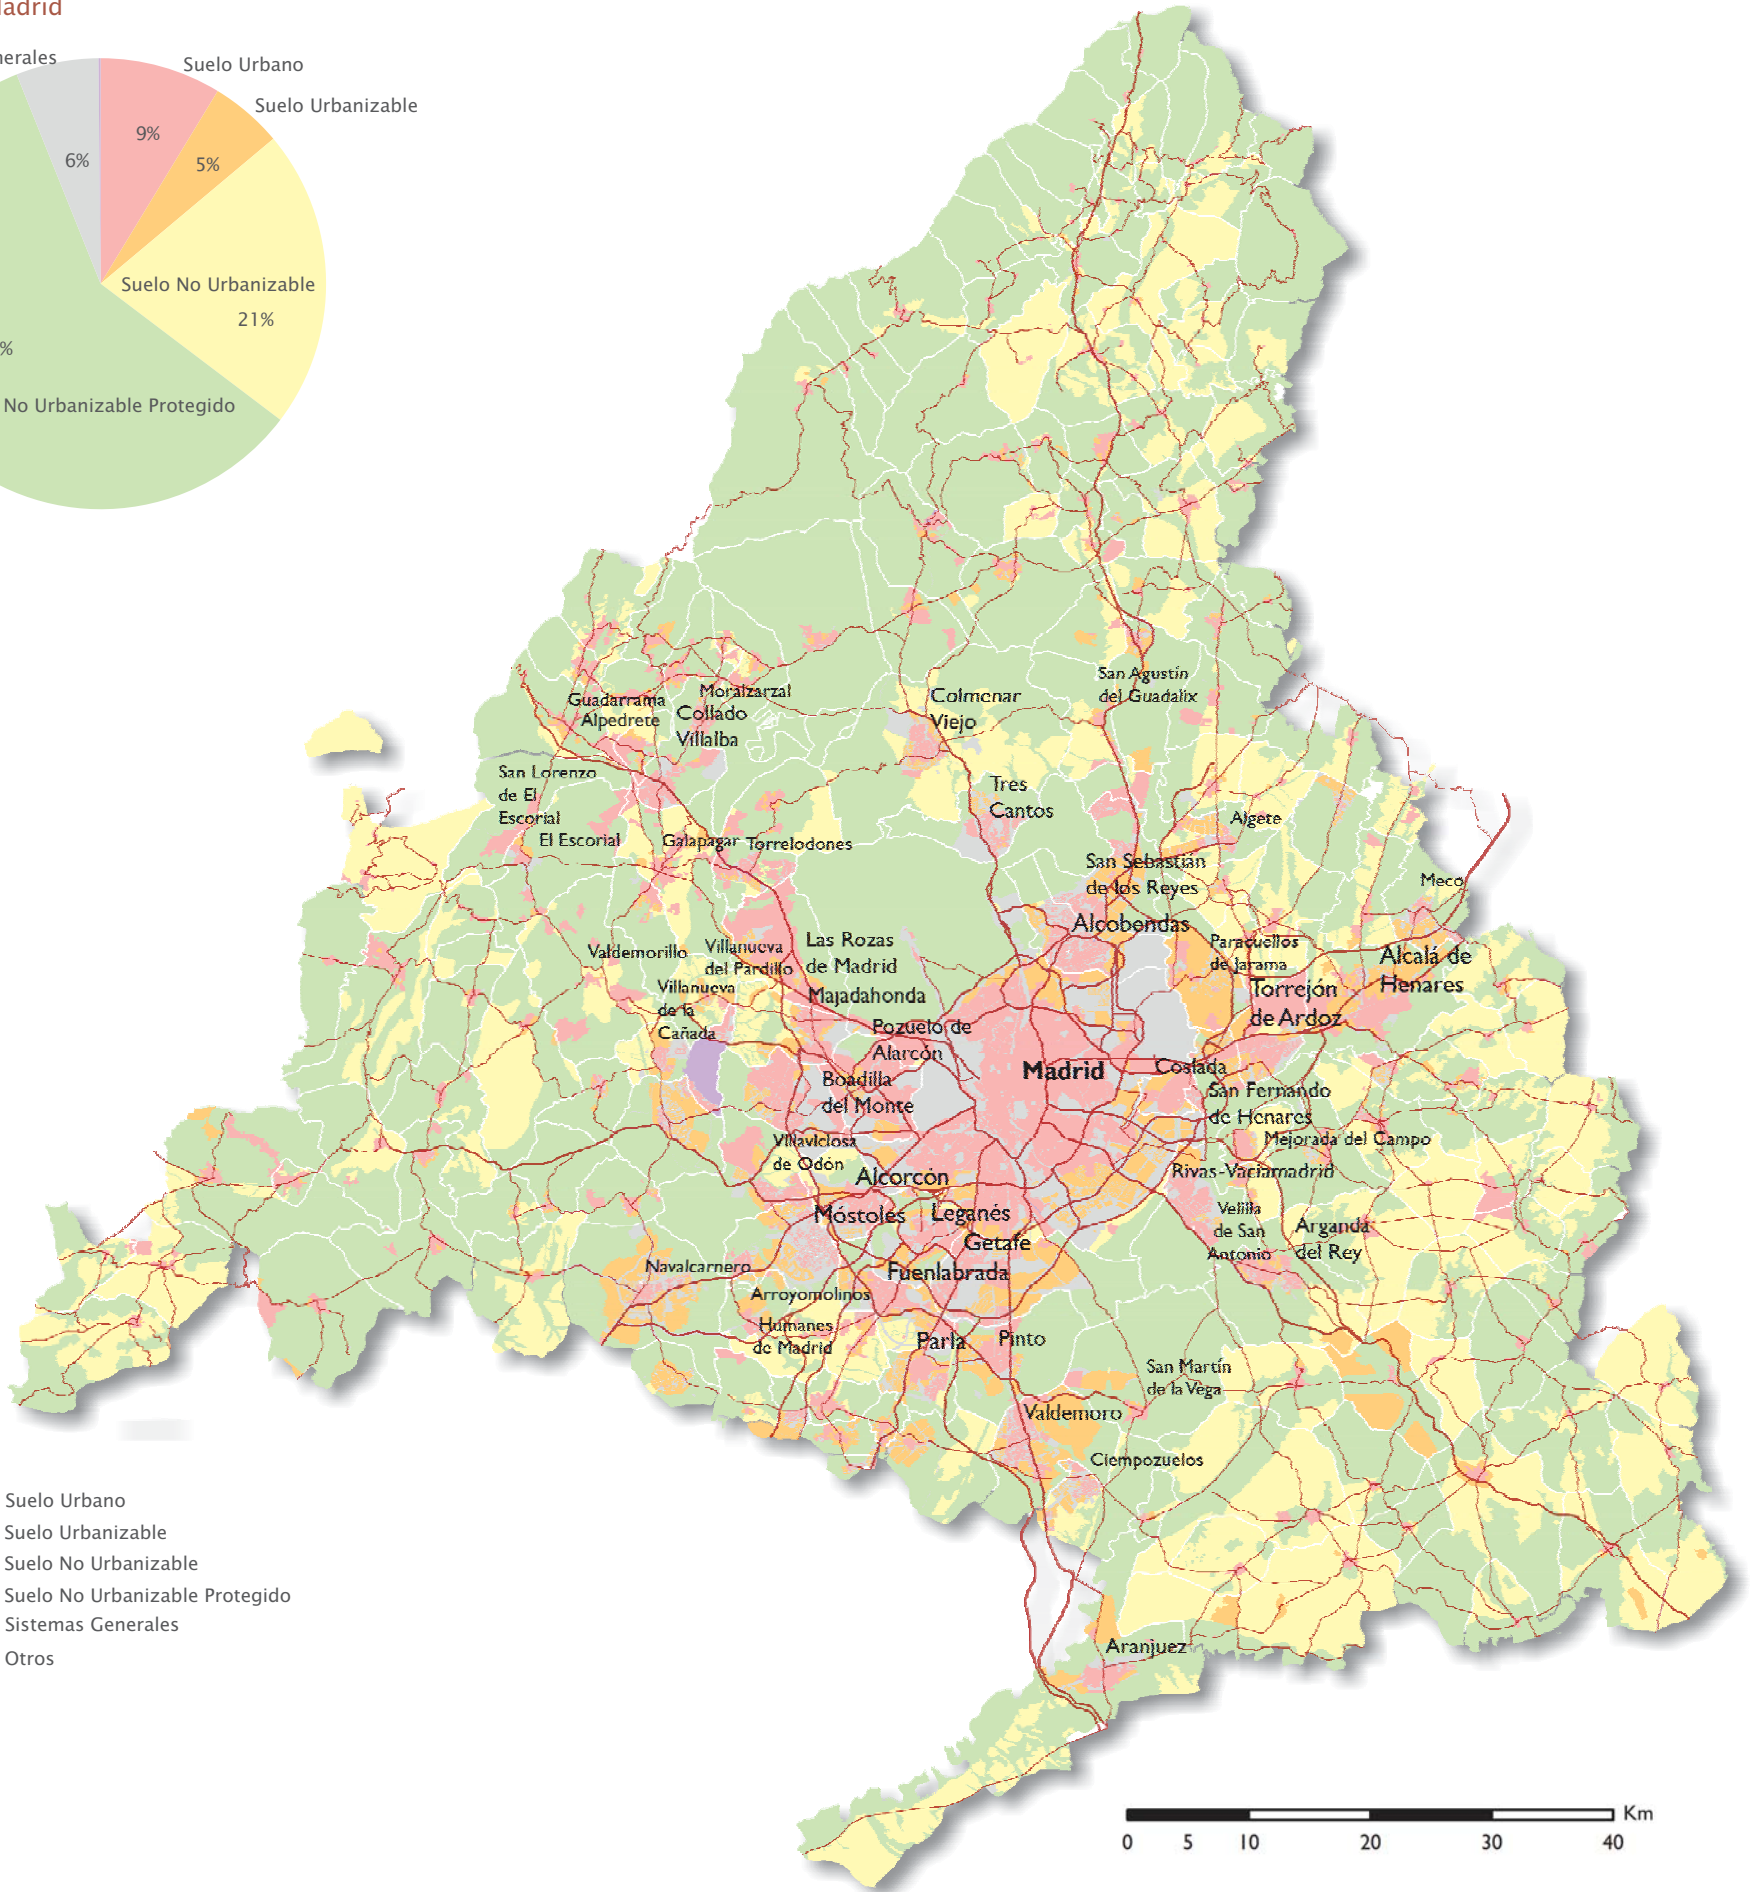 adrid
nerales
Suelo Urbano
Suelo Urbanizable
9%
6%
5%
Suelo No Urbanizable
21%
%
No Urbanizable Protegido
San Agustín
del Guadalix
Moralzarzal
Guadarrama
Alpedrete
Collado
Villalba
Colmenar
Viejo
San Lorenzo
de El
Escorial
El Escorial
Galapagar
Torrelodones
Tres
Cantos
Algete
San Sebastián
de los Reyes
Meco
Alcobendas
Valdemorillo
Villanueva
del Pardillo
Las Rozas
de Madrid
Paracuellos
de Jarama
Alcalá de
Henares
Villanueva
de la
Cañada
Majadahonda
Torrejón
de Ardoz
Pozuelo de
Alarcón
Madrid
Coslada
Boadilla
del Monte
San Fernando
de Henares
Villaviciosa
de Odón
Mejorada del Campo
Alcorcón
Rivas-Vaciamadrid
Móstoles
Leganés
Velilla
de San
Antonio
Arganda
del Rey
Getafe
Navalcarnero
Fuenlabrada
Arroyomolinos
Humanes
de Madrid
Parla
Pinto
San Martín
de la Vega
Valdemoro
Ciempozuelos
Suelo Urbano
Suelo Urbanizable
Suelo No Urbanizable
Suelo No Urbanizable Protegido
Sistemas Generales
Otros
Aranjuez
Km
0 5 10 20 30 40